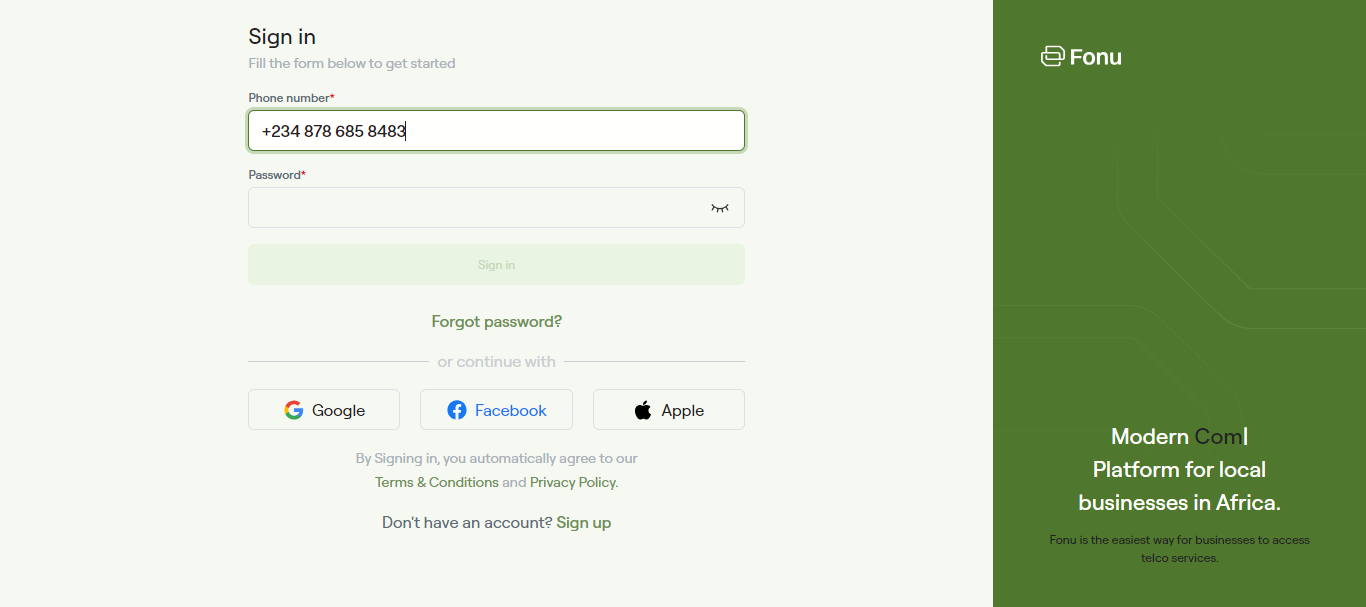 Sign in
Fill the form below to get started
Phone number*
+234 878 685 8483
Password*
Sign in
Forgot password?
or continue with
Google
Facebook
Apple
By Signing in, you automatically agree to our
Terms & Conditions and Privacy Policy.
Don't have an account? Sign up
Fonu
Modern Com
Platform for local
businesses in Africa.
Fonu is the easiest way for businesses to access
telco services.